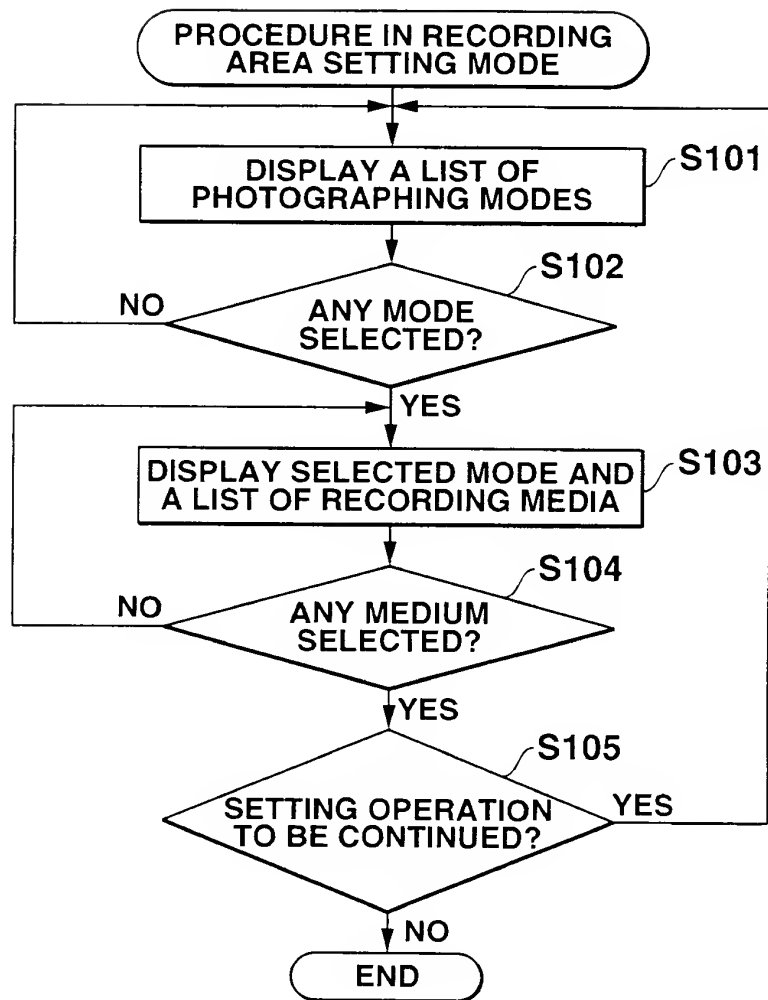 PROCEDURE IN RECORDING
AREA SETTING MODE
DISPLAY A LIST OF
PHOTOGRAPHING MODES
S101
S102
NO
ANY MODE
SELECTED?
YES
DISPLAY SELECTED MODE AND
A LIST OF RECORDING MEDIA
S103
S104
NO
ANY MEDIUM
SELECTED?
YES
S105
SETTING OPERATION
TO BE CONTINUED?
YES
NO
END